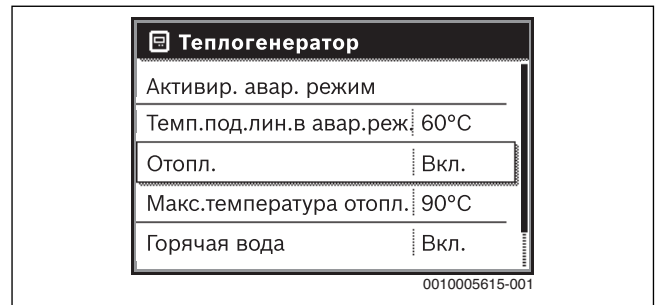 Теплогенератор
Активир. авар. режим
Темп.под.лин.в авар.реж. 60°C
Отопл. Вкл.
Макс.температура отопл. 90°C
Горячая вода Вкл.
0010005615-001